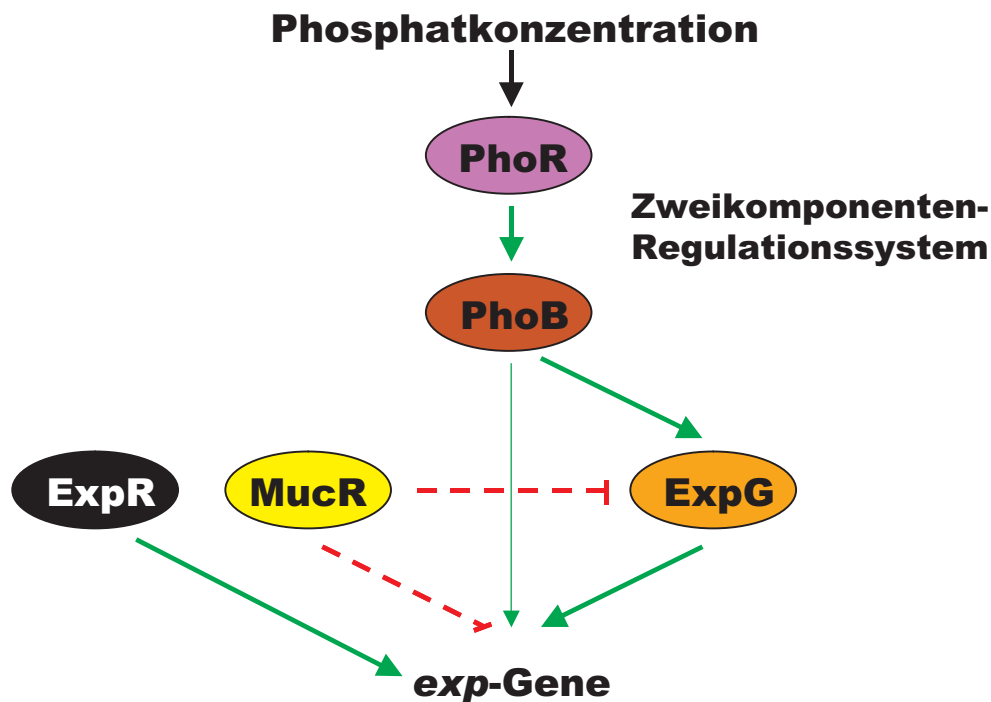 Phosphatkonzentration
PhoR
Zweikomponenten-
Regulationssystem
PhoB
ExpR
MucR
ExpG
exp-Gene